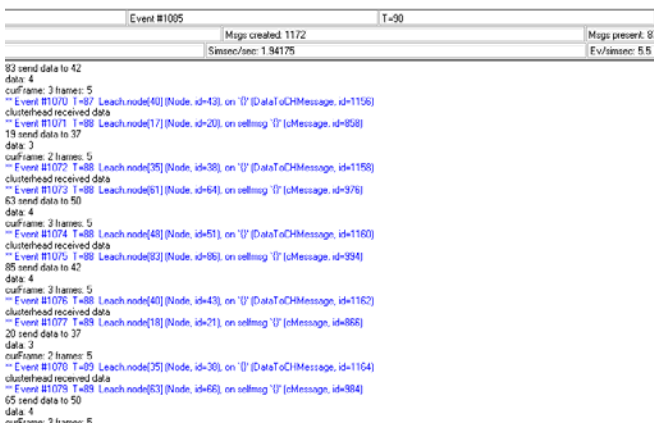 Event #1085 T=90
Msgs created: 1172 Msgs present: 8
Simsec/sec: 1.94175 Ev/simsec: 5.5
83 send data to 42
data: 4
curFrame: 3 frames: 5
** Event #1070 T=87 Leach.node[40] (Node, id=43), on `{}' (DataToCHMessage, id=1156)
clusterhead received data
** Event #1071 T=88 Leach.node[17] (Node, id=20), on selfmsg `{}' (cMessage, id=858)
19 send data to 37
data: 3
curFrame: 2 frames: 5
** Event #1072 T=88 Leach.node[35] (Node, id=38), on `{}' (DataToCHMessage, id=1158)
clusterhead received data
** Event #1073 T=88 Leach.node[61] (Node, id=64), on selfmsg `{}' (cMessage, id=976)
63 send data to 50
data: 4
curFrame: 3 frames: 5
** Event #1074 T=88 Leach.node[48] (Node, id=51), on `{}' (DataToCHMessage, id=1160)
clusterhead received data
** Event #1075 T=88 Leach.node[83] (Node, id=86), on selfmsg `{}' (cMessage, id=994)
85 send data to 42
data: 4
curFrame: 3 frames: 5
** Event #1076 T=88 Leach.node[40] (Node, id=43), on `{}' (DataToCHMessage, id=1162)
clusterhead received data
** Event #1077 T=89 Leach.node[18] (Node, id=21), on selfmsg `{}' (cMessage, id=866)
20 send data to 37
data: 3
curFrame: 2 frames: 5
** Event #1078 T=89 Leach.node[35] (Node, id=38), on `{}' (DataToCHMessage, id=1164)
clusterhead received data
** Event #1079 T=89 Leach.node[63] (Node, id=66), on selfmsg `{}' (cMessage, id=984)
65 send data to 50
data: 4
curFrame: 3 frames: 5